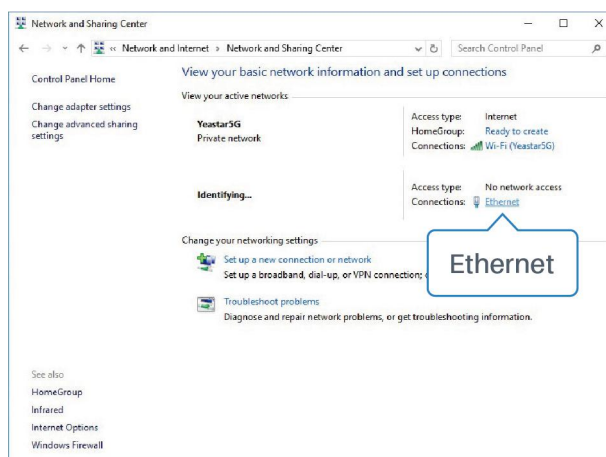 Network and Sharing Center
« Network and Internet > Network and Sharing Center
Search Control Panel
Control Panel Home
Change adapter settings
Change advanced sharing
settings
View your basic network information and set up connections
View your active networks
Yeastar5G
Private network
Access type: Internet
HomeGroup: Ready to create
Connections: Wi-Fi (Yeastar5G)
Identifying...
Access type: No network access
Connections: Ethernet
Ethernet
Change your networking settings
Set up a new connection or network
Set up a broadband, dial-up, or VPN connection;
Troubleshoot problems
Diagnose and repair network problems, or get troubleshooting information.
See also
HomeGroup
Infrared
Internet Options
Windows Firewall